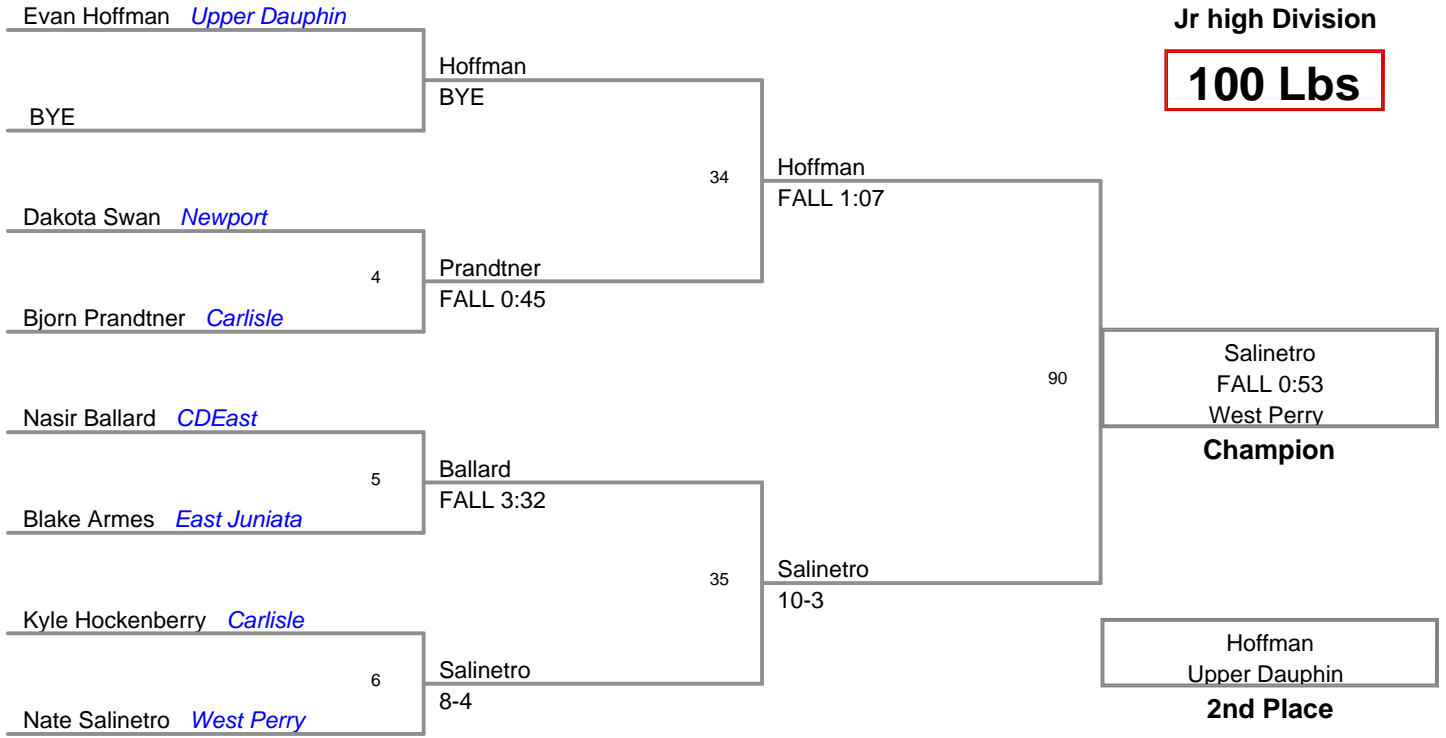 Evan Hoffman Upper Dauphin
BYE
Dakota Swan Newport
4
Bjorn Prandtner Carlisle
Nasir Ballard CDEast
5
Blake Armes East Juniata
Kyle Hockenberry Carlisle
6
Nate Salinetro West Perry
Hoffman
BYE
34
Prandtner
FALL 0:45
Ballard
FALL 3:32
35
Salinetro
8-4
Hoffman
FALL 1:07
90
Salinetro
10-3
Jr high Division
100 Lbs
Salinetro
FALL 0:53
West Perry
Champion
Hoffman
Upper Dauphin
2nd Place